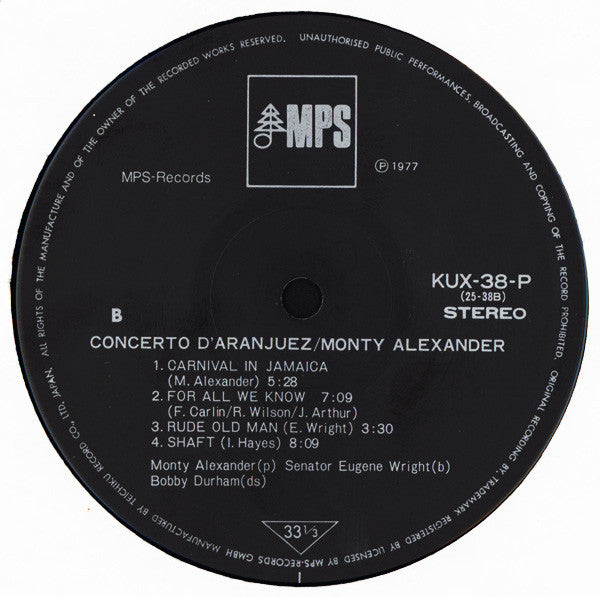 MPS
MPS-Records
Ⓟ 1977
KUX-38-P
(25-38B)
STEREO
B
CONCERTO D'ARANJUEZ/MONTY ALEXANDER
1. CARNIVAL IN JAMAICA
(M. Alexander) 5:28
2. FOR ALL WE KNOW 7:09
(F. Carlin/R. Wilson/J. Arthur)
3. RUDE OLD MAN (E. Wright) 3:30
4. SHAFT (I. Hayes) 8:09
Monty Alexander(p) Senator Eugene Wright(b)
Bobby Durham(ds)
33 1/3
MANUFACTURED BY TEICHIKU RECORD CO., LTD, JAPAN. ALL RIGHTS OF THE MANUFACTURE AND OF THE OWNER OF THE RECORDED WORKS RESERVED. UNAUTHORISED PUBLIC PERFORMANCES, BROADCASTING AND COPYING OF THE RECORD PROHIBITED. ORIGINAL RECORDING BY, TRADEMARK REGISTERED BY, LICENSED BY MPS-RECORDS GMBH